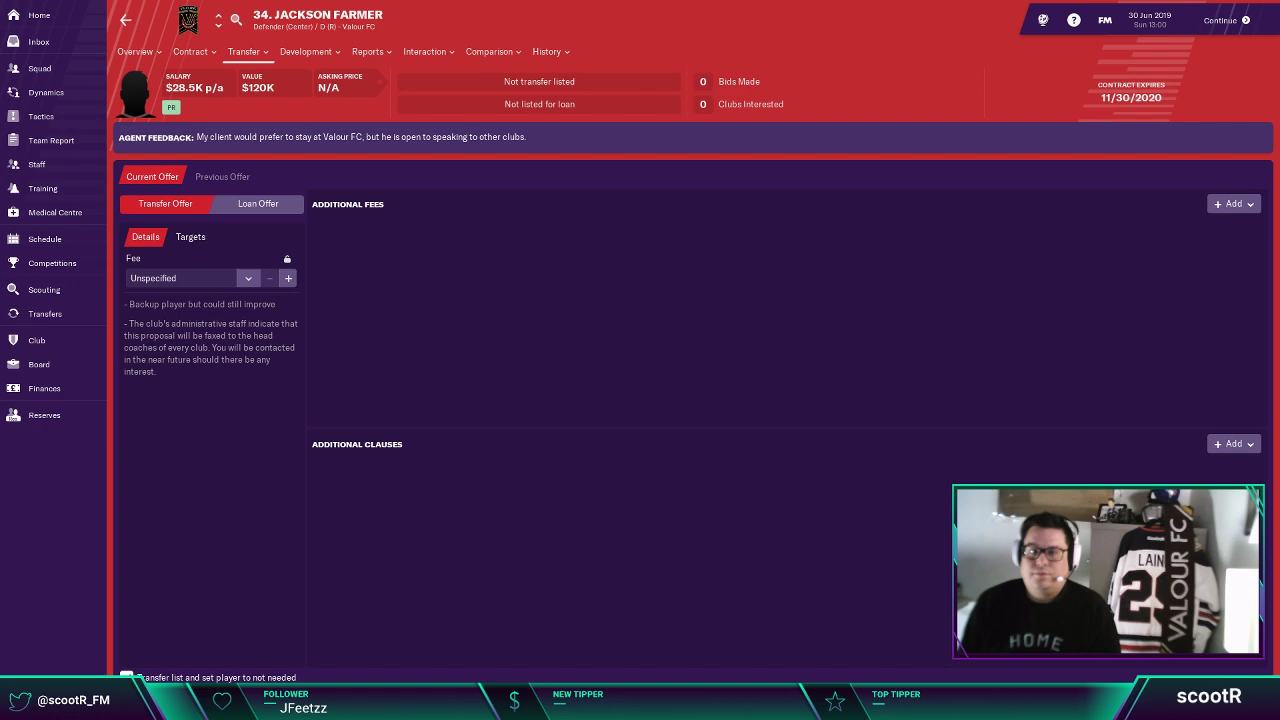 34. JACKSON FARMER
Defender (Center) / D (R) - Valour FC
30 Jun 2019
Sun 13:00
FM
Continue
Home
Inbox
Squad
Dynamics
Tactics
Team Report
Staff
Training
Medical Centre
Schedule
Competitions
Scouting
Transfers
Club
Board
Finances
Reserves
Overview
Contract
Transfer
Development
Reports
Interaction
Comparison
History
SALARY
$28.5K p/a
PR
VALUE
$120K
ASKING PRICE
N/A
Not transfer listed
Not listed for loan
0 Bids Made
0 Clubs Interested
CONTRACT EXPIRES
11/30/2020
AGENT FEEDBACK: My client would prefer to stay at Valour FC, but he is open to speaking to other clubs.
Current Offer
Previous Offer
Transfer Offer
Loan Offer
Details
Targets
Fee
Unspecified
- Backup player but could still improve
- The club's administrative staff indicate that
this proposal will be faxed to the head
coaches of every club. You will be contacted
in the near future should there be any
interest.
ADDITIONAL FEES
+ Add
ADDITIONAL CLAUSES
+ Add
Transfer list and set player to not needed
HOME
LAIN
2
VALOUR FC
@scootR_FM
FOLLOWER
JFeetzz
NEW TIPPER
TOP TIPPER
scootR